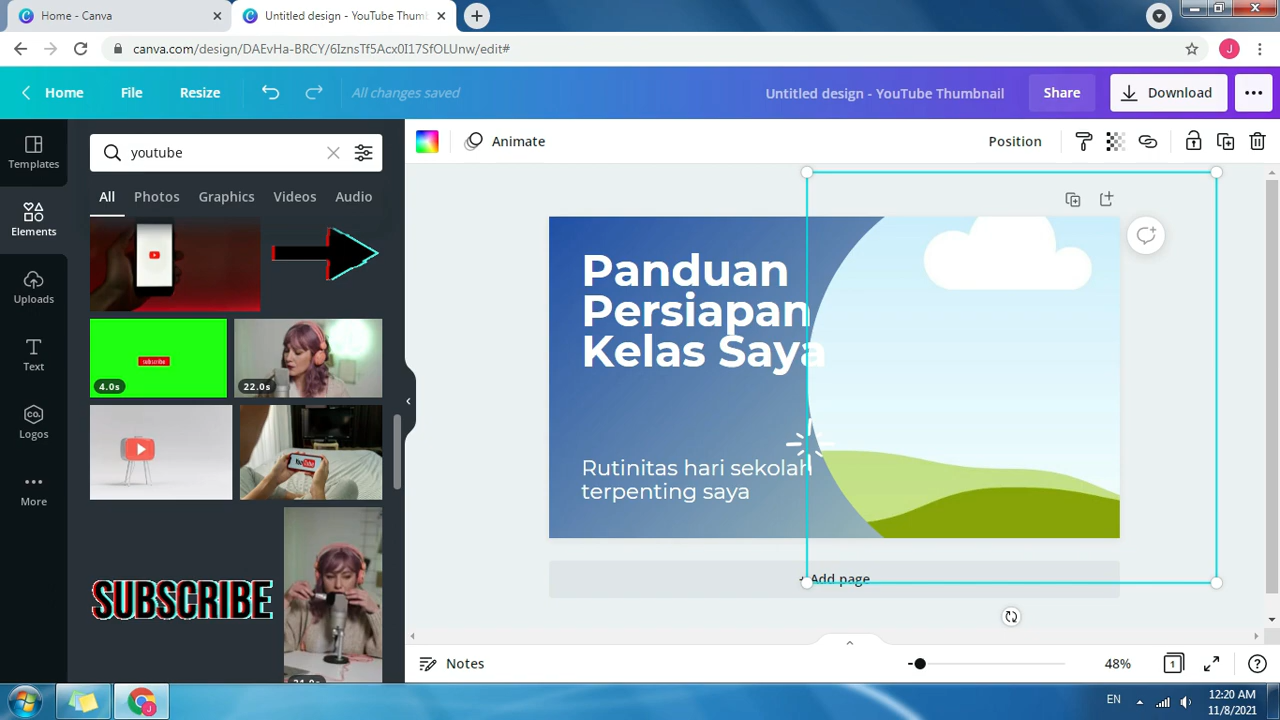 Home - Canva
Untitled design - YouTube Thumb
canva.com/design/DAEvHa-BRCY/6IznsTf5Acx0I17SfOLUnw/edit#
J
Home
File
Resize
All changes saved
Untitled design - YouTube Thumbnail
Share
Download
youtube
Animate
Position
Templates
All
Photos
Graphics
Videos
Audio
Elements
Uploads
Text
CO.
Logos
More
SUBSCRIBE
4.0s
22.0s
YouTube
SUBSCRIBE
Panduan
Persiapan
Kelas Saya
Rutinitas hari sekolah
terpenting saya
+ Add page
Notes
48%
1
EN
12:20 AM
11/8/2021